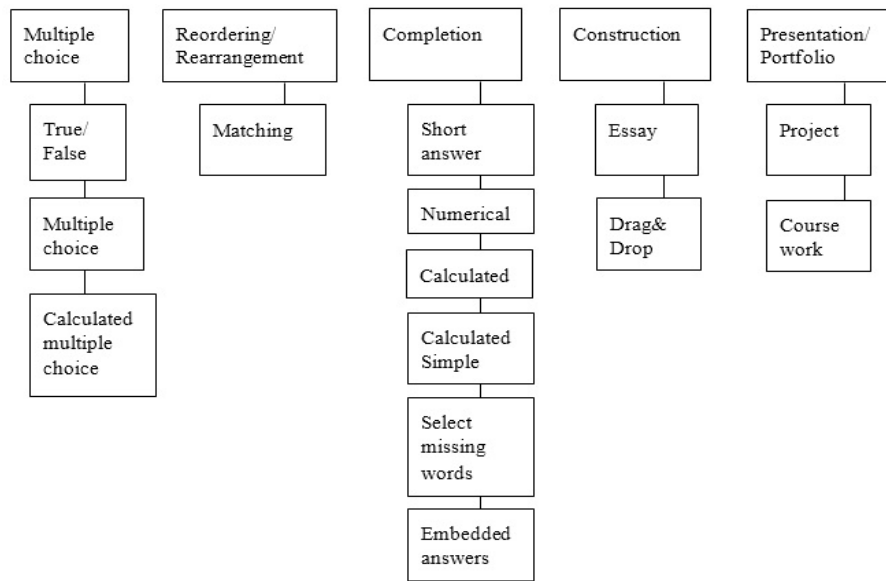 Multiple
choice
Reordering/
Rearrangement
Completion
Construction
Presentation/
Portfolio
True/
False
Multiple
choice
Calculated
multiple
choice
Matching
Short
answer
Numerical
Calculated
Calculated
Simple
Select
missing
words
Embedded
answers
Essay
Drag&
Drop
Project
Course
work